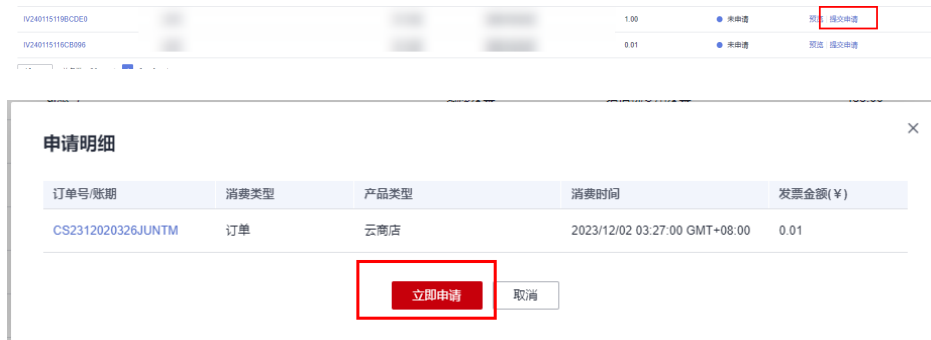 IV240115119BCDE0 1.00 未申请 预览 提交申请
IV240115116CB096 0.01 未申请 预览 提交申请
申请明细
订单号/账期 消费类型 产品类型 消费时间 发票金额(¥)
CS2312020326JUNTM 订单 云商店 2023/12/02 03:27:00 GMT+08:00 0.01
立即申请 取消